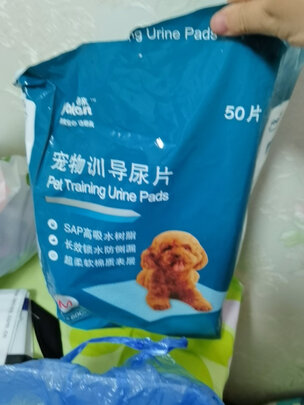 Training Urine Pads
50片
宠物训导尿片
Pet Training Urine Pads
SAP高吸水树脂
长效锁水防侧漏
超柔软棉质表层
M